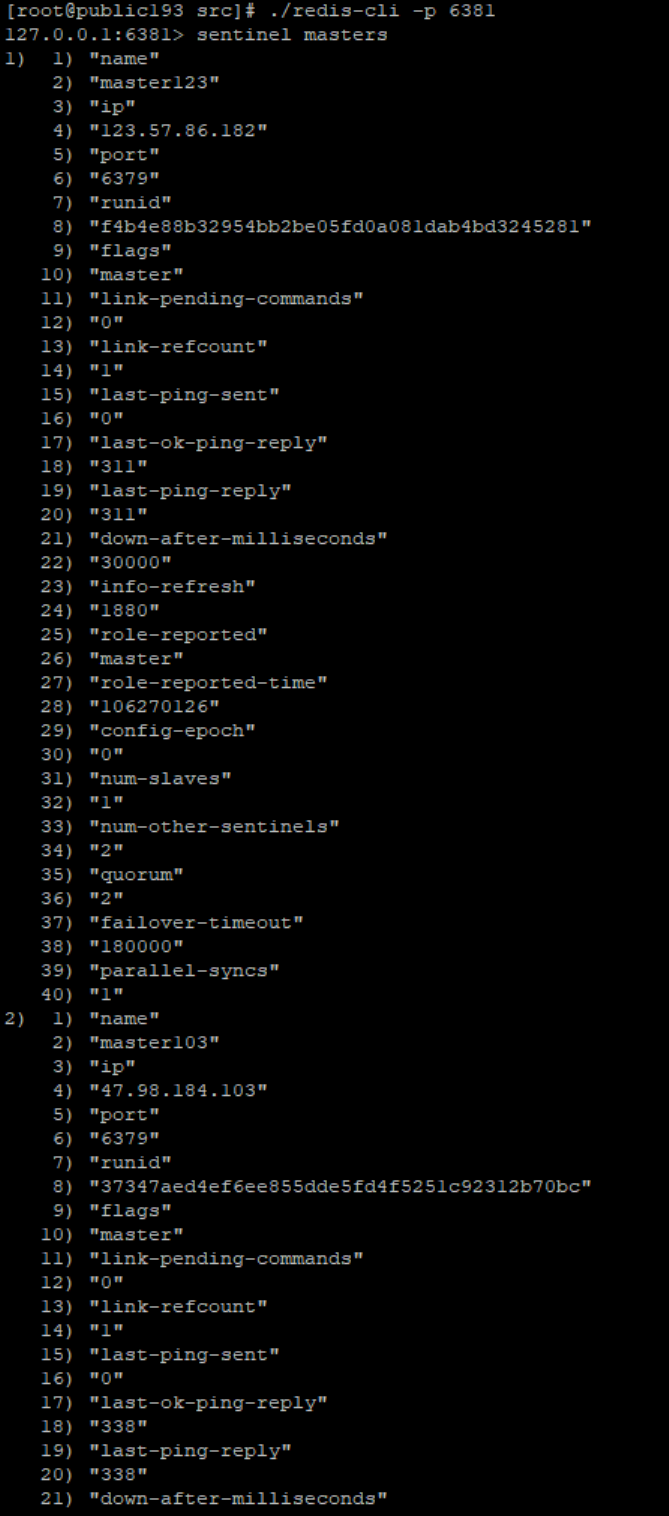 [root@public193 src]# ./redis-cli -p 6381
127.0.0.1:6381> sentinel masters
1)  1) "name"
    2) "master123"
    3) "ip"
    4) "123.57.86.182"
    5) "port"
    6) "6379"
    7) "runid"
    8) "f4b4e88b32954bb2be05fd0a081dab4bd3245281"
    9) "flags"
   10) "master"
   11) "link-pending-commands"
   12) "0"
   13) "link-refcount"
   14) "1"
   15) "last-ping-sent"
   16) "0"
   17) "last-ok-ping-reply"
   18) "311"
   19) "last-ping-reply"
   20) "311"
   21) "down-after-milliseconds"
   22) "30000"
   23) "info-refresh"
   24) "1880"
   25) "role-reported"
   26) "master"
   27) "role-reported-time"
   28) "106270126"
   29) "config-epoch"
   30) "0"
   31) "num-slaves"
   32) "1"
   33) "num-other-sentinels"
   34) "2"
   35) "quorum"
   36) "2"
   37) "failover-timeout"
   38) "180000"
   39) "parallel-syncs"
   40) "1"
2)  1) "name"
    2) "master103"
    3) "ip"
    4) "47.98.184.103"
    5) "port"
    6) "6379"
    7) "runid"
    8) "37347aed4ef6ee855dde5fd4f5251c92312b70bc"
    9) "flags"
   10) "master"
   11) "link-pending-commands"
   12) "0"
   13) "link-refcount"
   14) "1"
   15) "last-ping-sent"
   16) "0"
   17) "last-ok-ping-reply"
   18) "338"
   19) "last-ping-reply"
   20) "338"
   21) "down-after-milliseconds"